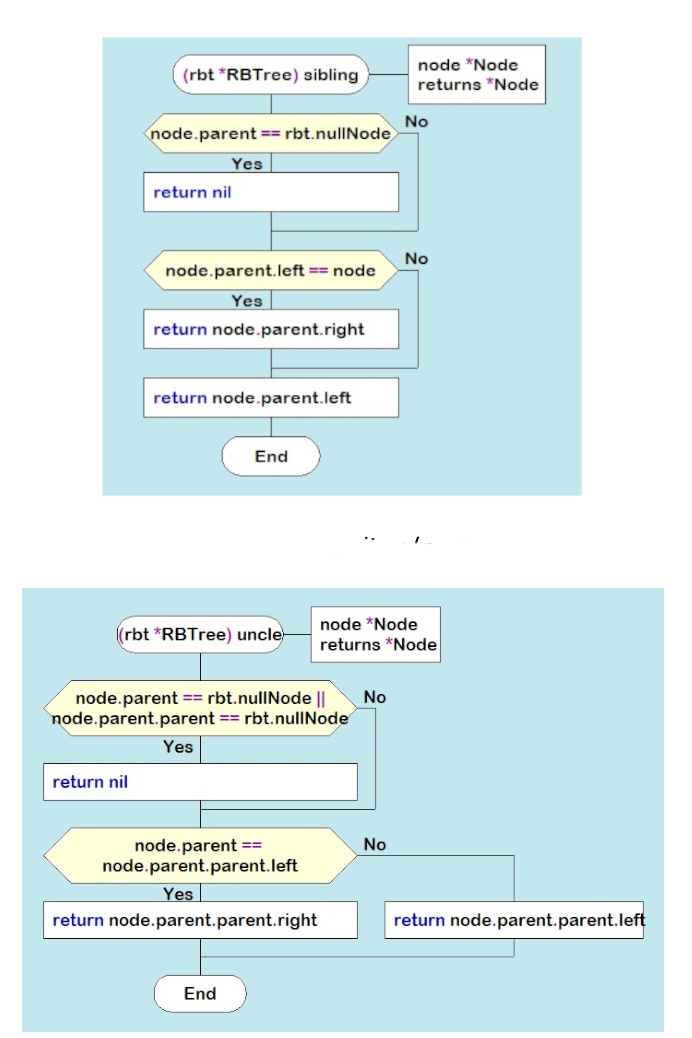 (rbt *RBTree) sibling
node *Node
returns *Node
node.parent == rbt.nullNode
No
Yes
return nil
node.parent.left == node
No
Yes
return node.parent.right
return node.parent.left
End
(rbt *RBTree) uncle
node *Node
returns *Node
node.parent == rbt.nullNode ||
node.parent.parent == rbt.nullNode
No
Yes
return nil
node.parent ==
node.parent.parent.left
No
Yes
return node.parent.parent.right
return node.parent.parent.left
End